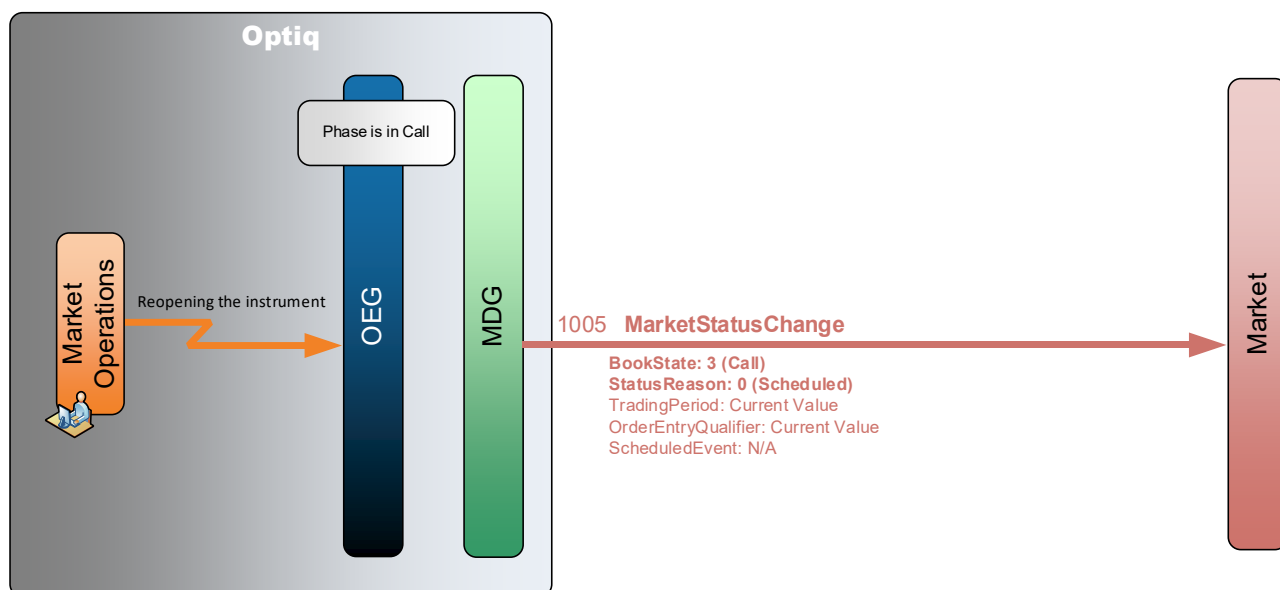 Optiq
Phase is in Call
Market
Operations
Reopening the instrument
OEG
MDG
1005 MarketStatusChange
BookState: 3 (Call)
StatusReason: 0 (Scheduled)
TradingPeriod: Current Value
OrderEntryQualifier: Current Value
ScheduledEvent: N/A
Market